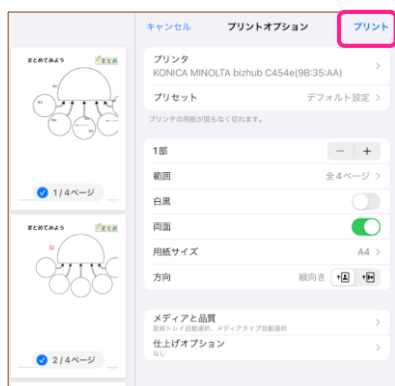 キャンセル
プリントオプション
プリント
まとめてみよう
まとめ
1/4ページ
まとめてみよう
まとめ
2/4ページ
プリンタ
KONICA MINOLTA bizhub C454e(9B:35:AA)
プリセット
デフォルト設定
プリンタの用紙が間もなく切れます。
1部
範囲
全4ページ
白黒
両面
用紙サイズ
A4
方向
縦向き
メディアと品質
給紙トレイ自動選択, メディアタイプ自動選択
仕上げオプション
なし